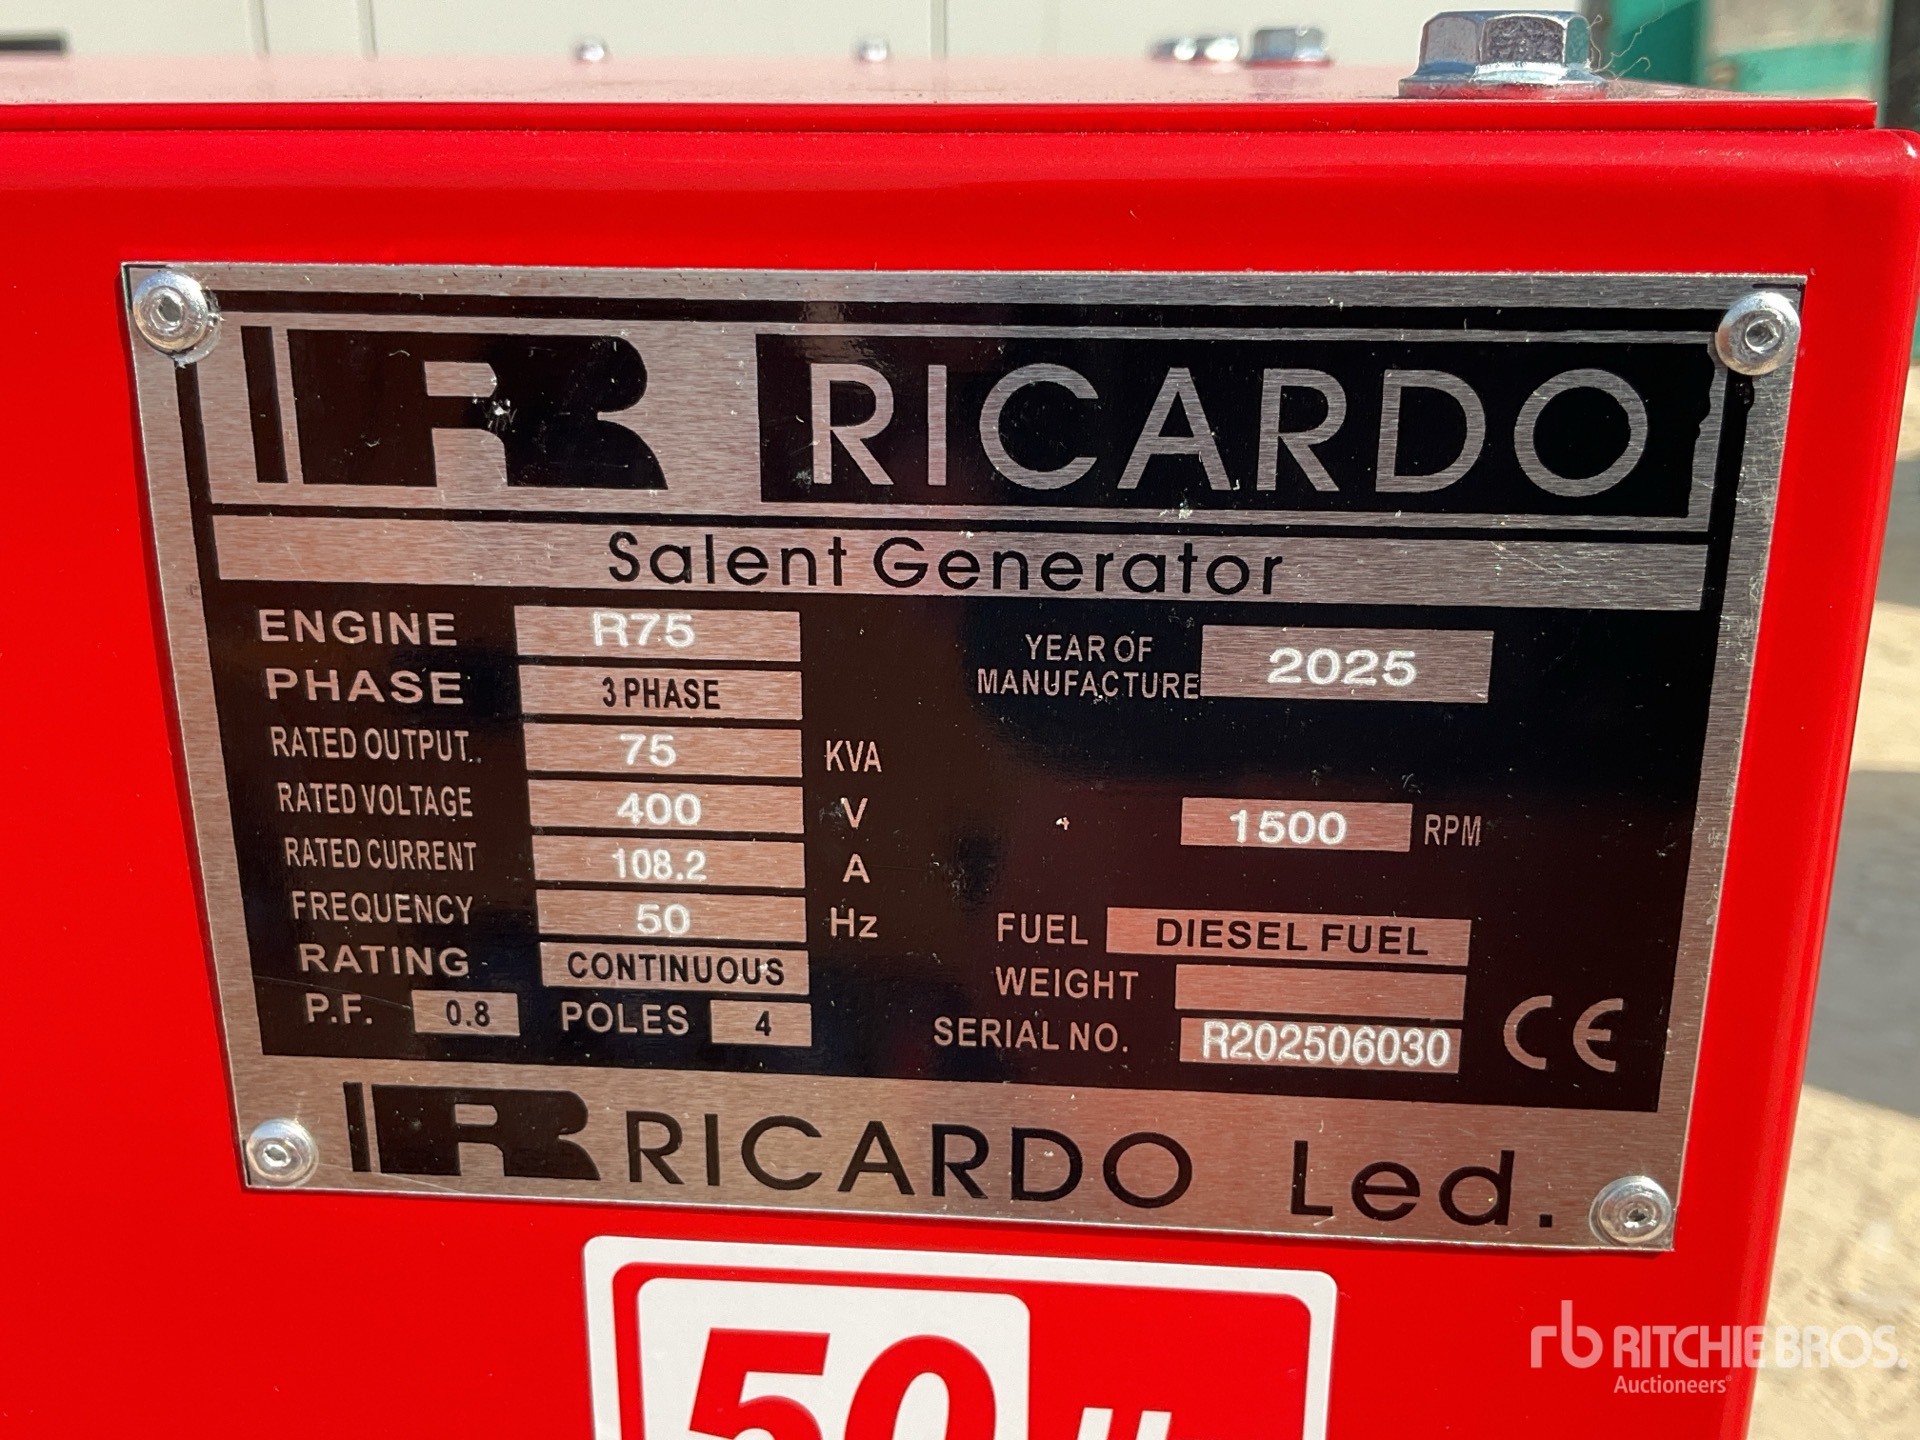 R RICARDO
Salent Generator
ENGINE R75
PHASE 3 PHASE
RATED OUTPUT.. 75 KVA
RATED VOLTAGE 400 V
RATED CURRENT 108.2 A
FREQUENCY 50 Hz
RATING CONTINUOUS
P.F. 0.8 POLES 4
YEAR OF
MANUFACTURE 2025
1500 RPM
FUEL DIESEL FUEL
WEIGHT
SERIAL NO. R202506030 CE
R RICARDO Led.
50
rb RITCHIE BROS.
Auctioneers